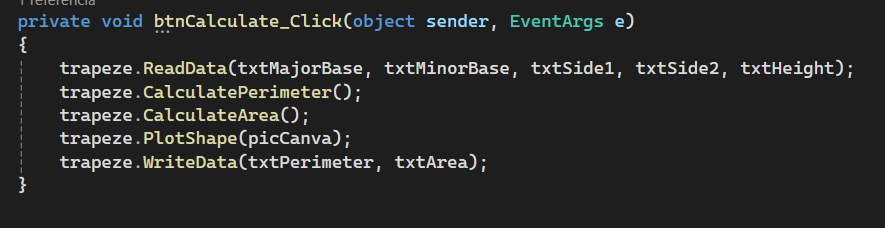 1 referencia
private void btnCalculate_Click(object sender, EventArgs e)
{
trapeze.ReadData(txtMajorBase, txtMinorBase, txtSide1, txtSide2, txtHeight);
trapeze.CalculatePerimeter();
trapeze.CalculateArea();
trapeze.PlotShape(picCanva);
trapeze.WriteData(txtPerimeter, txtArea);
}